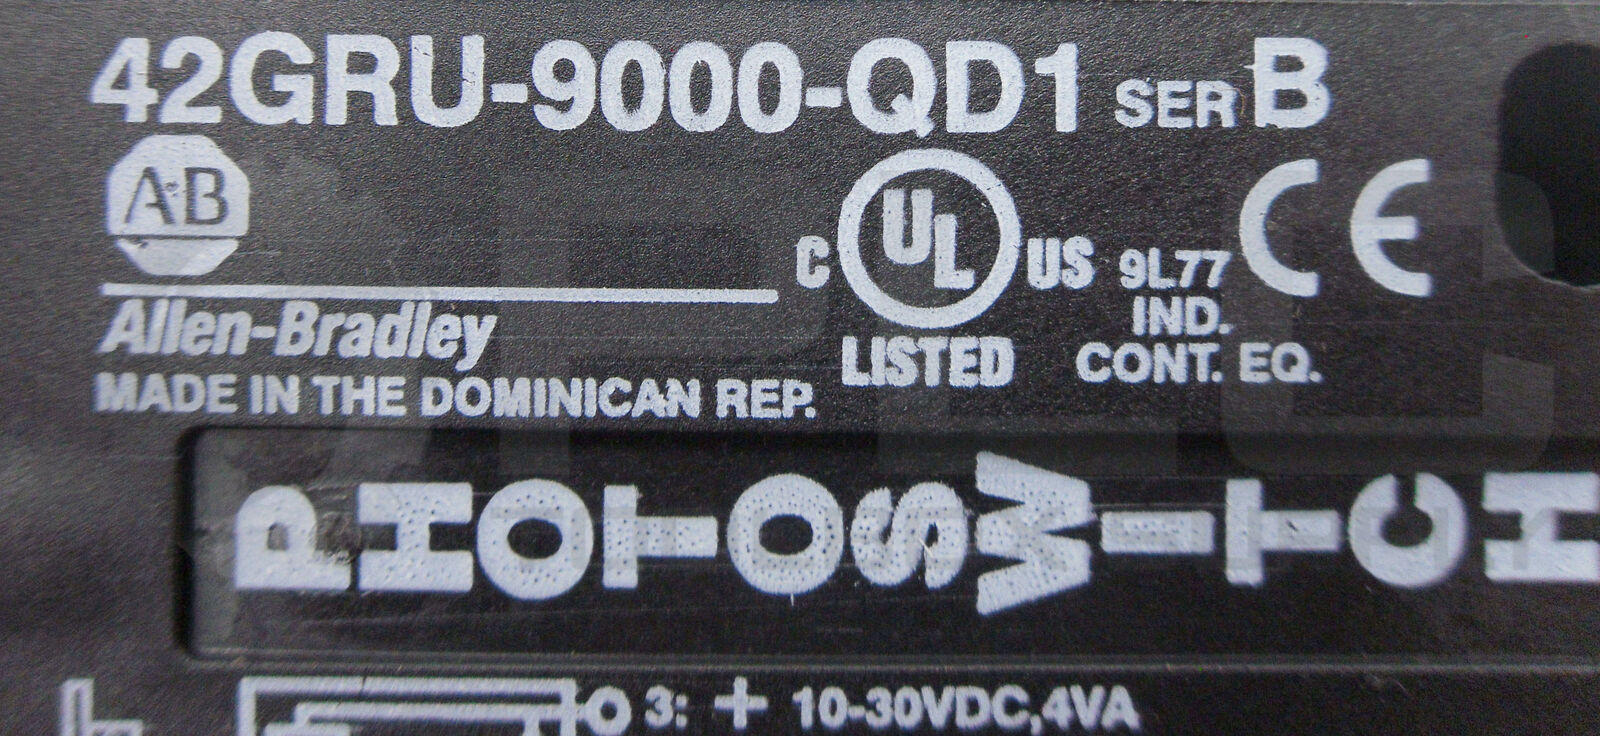 42GRU-9000-QD1 SER B
A·B
Allen-Bradley
MADE IN THE DOMINICAN REP.
C UL US
LISTED
9L77
IND.
CONT. EQ.
CE
PHOTOSWITCH
3: + 10-30VDC,4VA